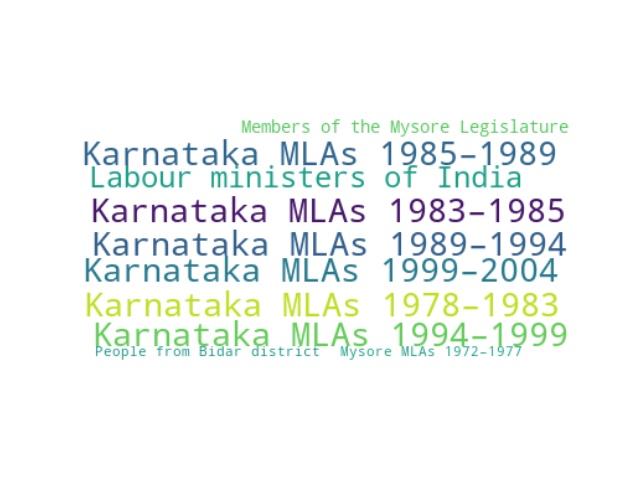 Members of the Mysore Legislature
Karnataka MLAs 1985–1989
Labour ministers of India
Karnataka MLAs 1983–1985
Karnataka MLAs 1989–1994
Karnataka MLAs 1999–2004
Karnataka MLAs 1978–1983
Karnataka MLAs 1994–1999
People from Bidar district Mysore MLAs 1972–1977